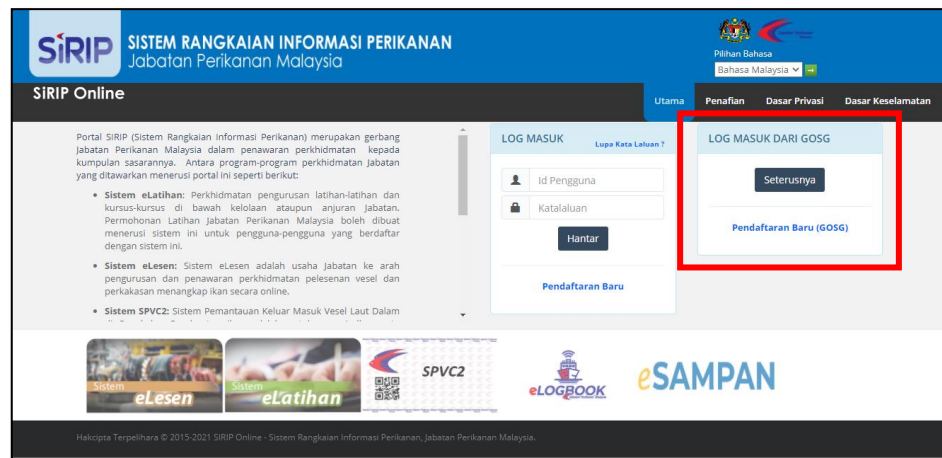 SiRIP
SISTEM RANGKAIAN INFORMASI PERIKANAN
Jabatan Perikanan Malaysia
Pilihan Bahasa
Bahasa Malaysia
SiRIP Online
Utama Penafian Dasar Privasi Dasar Keselamatan
Portal SIRIP (Sistem Rangkaian Informasi Perikanan) merupakan gerbang
Jabatan Perikanan Malaysia dalam penawaran perkhidmatan kepada
kumpulan sasarannya. Antara program-program perkhidmatan Jabatan
yang ditawarkan menerusi portal ini seperti berikut:
• Sistem eLatihan: Perkhidmatan pengurusan latihan-latihan dan
kursus-kursus di bawah kelolaan ataupun anjuran Jabatan.
Permohonan Latihan Jabatan Perikanan Malaysia boleh dibuat
menerusi sistem ini untuk pengguna-pengguna yang berdaftar
dengan sistem ini.
• Sistem eLesen: Sistem eLesen adalah usaha Jabatan ke arah
pengurusan dan penawaran perkhidmatan pelesenan vesel dan
perkakasan menangkap ikan secara online.
• Sistem SPVC2: Sistem Pemantauan Keluar Masuk Vesel Laut Dalam
LOG MASUK
Lupa Kata Laluan ?
Id Pengguna
Katalaluan
Hantar
Pendaftaran Baru
LOG MASUK DARI GOSG
Seterusnya
Pendaftaran Baru (GOSG)
Sistem
eLesen
Sistem
eLatihan
SPVC2
eLOGBOOK
eSAMPAN
Hakcipta Terpelihara © 2015-2021 SIRIP Online - Sistem Rangkaian Informasi Perikanan, Jabatan Perikanan Malaysia.